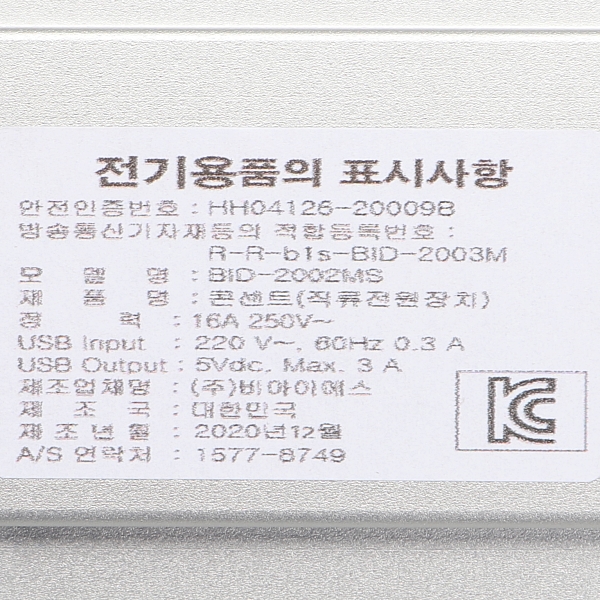 전기용품의 표시사항
안전인증번호 : HH04126-20009B
방송통신기자재등의 적합등록번호 :
R-R-b1s-BID-2003M
모 델 명 : BID-2002MS
제 품 명 : 콘센트(직류전원장치)
정 력 : 16A 250V~
USB Input : 220 V~, 60Hz 0.3 A
USB Output : 5Vdc, Max. 3 A
제조업체명 : (주)비아이에스
제 조 국 : 대한민국
제 조 년 월 : 2020년12월
A/S 연락처 : 1577-8749
KC